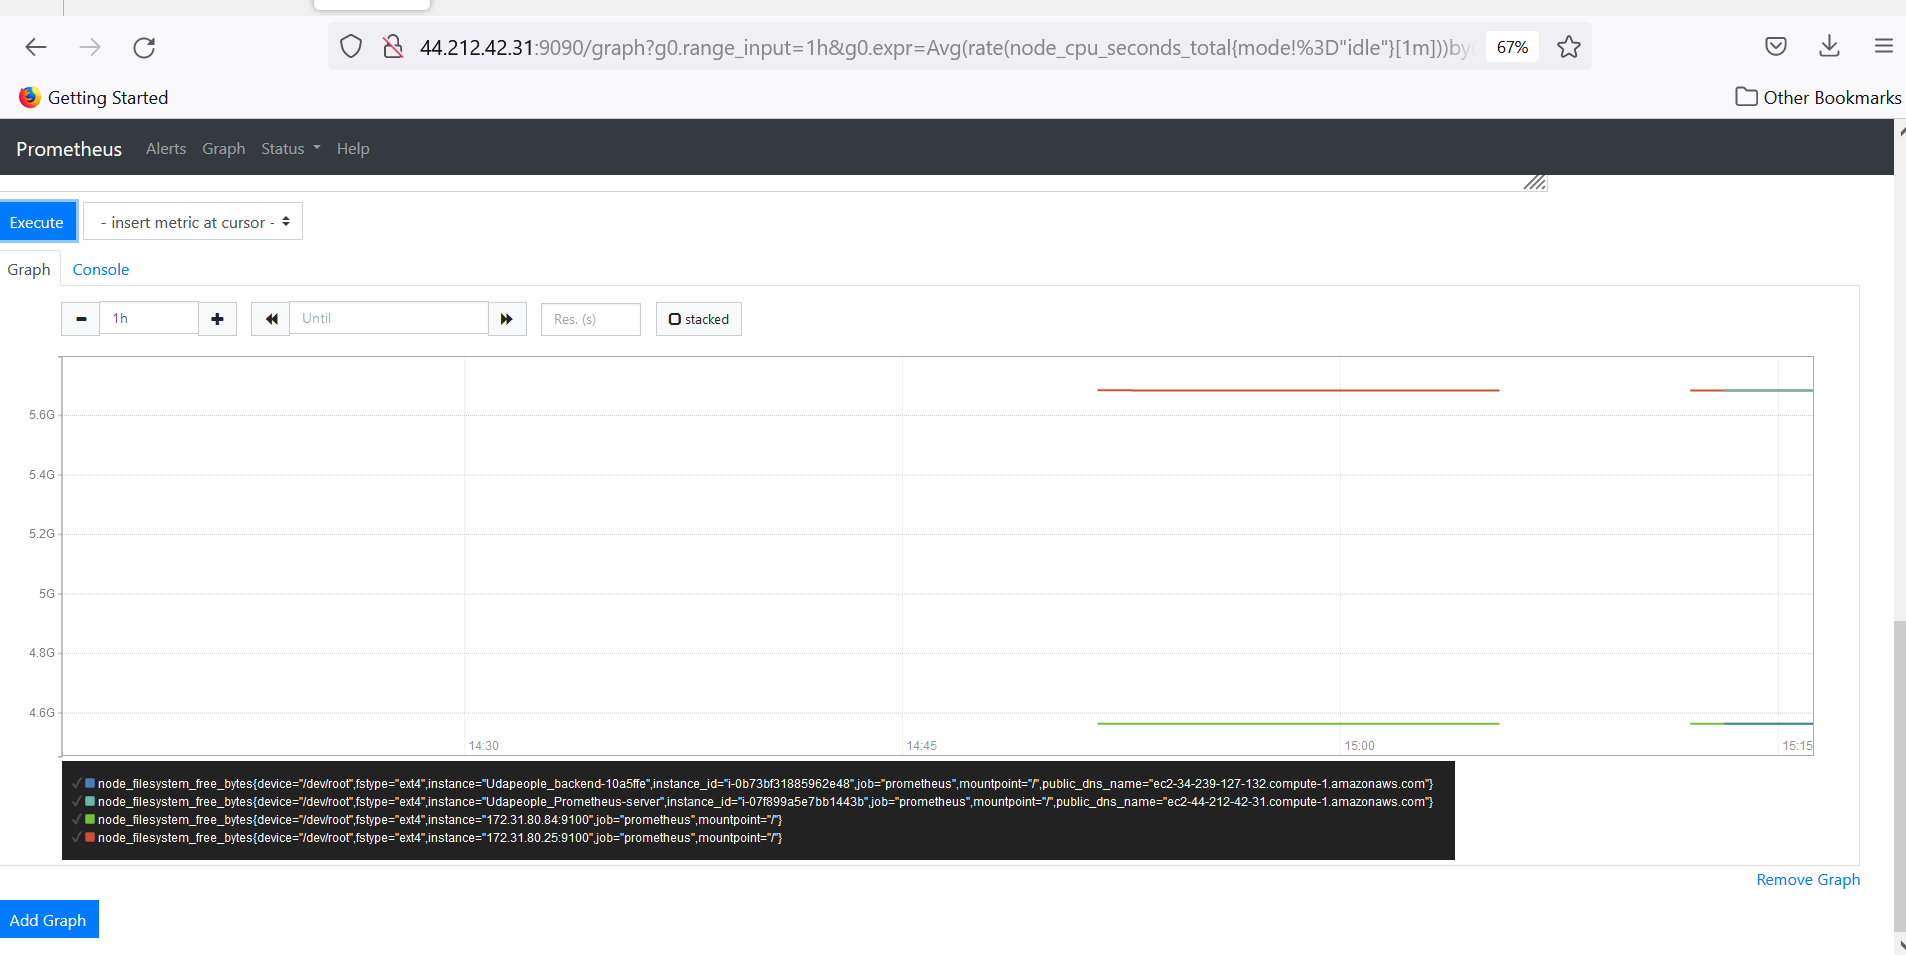 44.212.42.31:9090/graph?g0.range_input=1h&g0.expr=Avg(rate(node_cpu_seconds_total{mode!%3D"idle"}[1m]))by
67%
Getting Started
Other Bookmarks
Prometheus Alerts Graph Status Help
Execute - insert metric at cursor -
Graph Console
1h Until Res. (s) stacked
5.6G
5.4G
5.2G
5G
4.8G
4.6G
14:30 14:45 15:00 15:15
node_filesystem_free_bytes{device="/dev/root",fstype="ext4",instance="Udapeople_backend-10a5ffe",instance_id="i-0b73bf31885962e48",job="prometheus",mountpoint="/",public_dns_name="ec2-34-239-127-132.compute-1.amazonaws.com"}
node_filesystem_free_bytes{device="/dev/root",fstype="ext4",instance="Udapeople_Prometheus-server",instance_id="i-07f899a5e7bb1443b",job="prometheus",mountpoint="/",public_dns_name="ec2-44-212-42-31.compute-1.amazonaws.com"}
node_filesystem_free_bytes{device="/dev/root",fstype="ext4",instance="172.31.80.84:9100",job="prometheus",mountpoint="/"}
node_filesystem_free_bytes{device="/dev/root",fstype="ext4",instance="172.31.80.25:9100",job="prometheus",mountpoint="/"}
Remove Graph
Add Graph